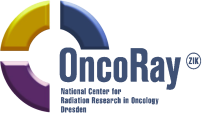 OncoRay ZIK
National Center for
Radiation Research in Oncology
Dresden